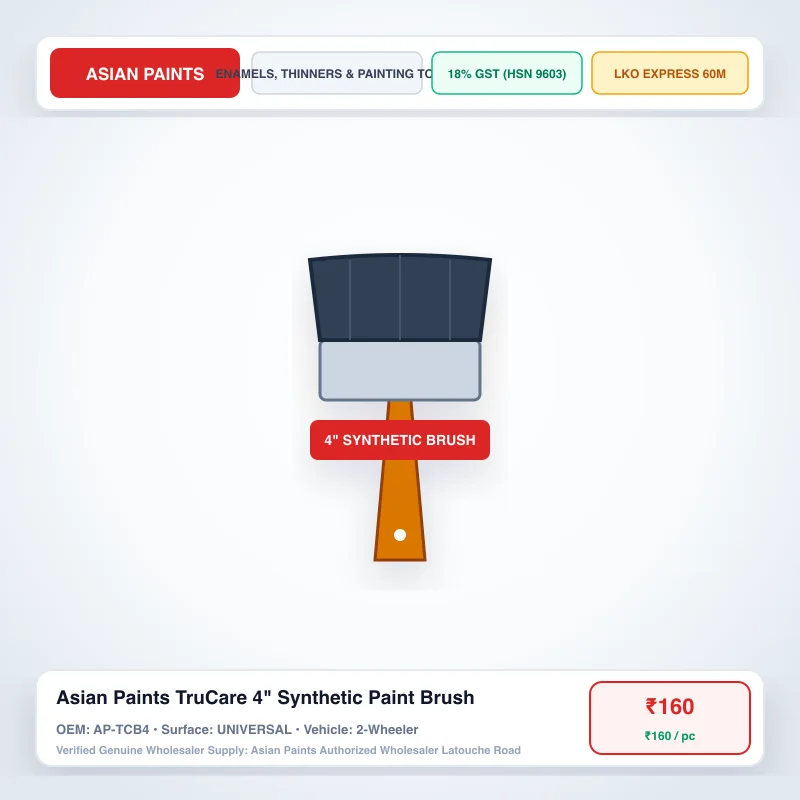 ASIAN PAINTS
ENAMELS, THINNERS & PAINTING TO
18% GST (HSN 9603)
LKO EXPRESS 60M
4" SYNTHETIC BRUSH
Asian Paints TruCare 4" Synthetic Paint Brush
OEM: AP-TCB4 • Surface: UNIVERSAL • Vehicle: 2-Wheeler
Verified Genuine Wholesaler Supply: Asian Paints Authorized Wholesaler Latouche Road
₹160
₹160 / pc